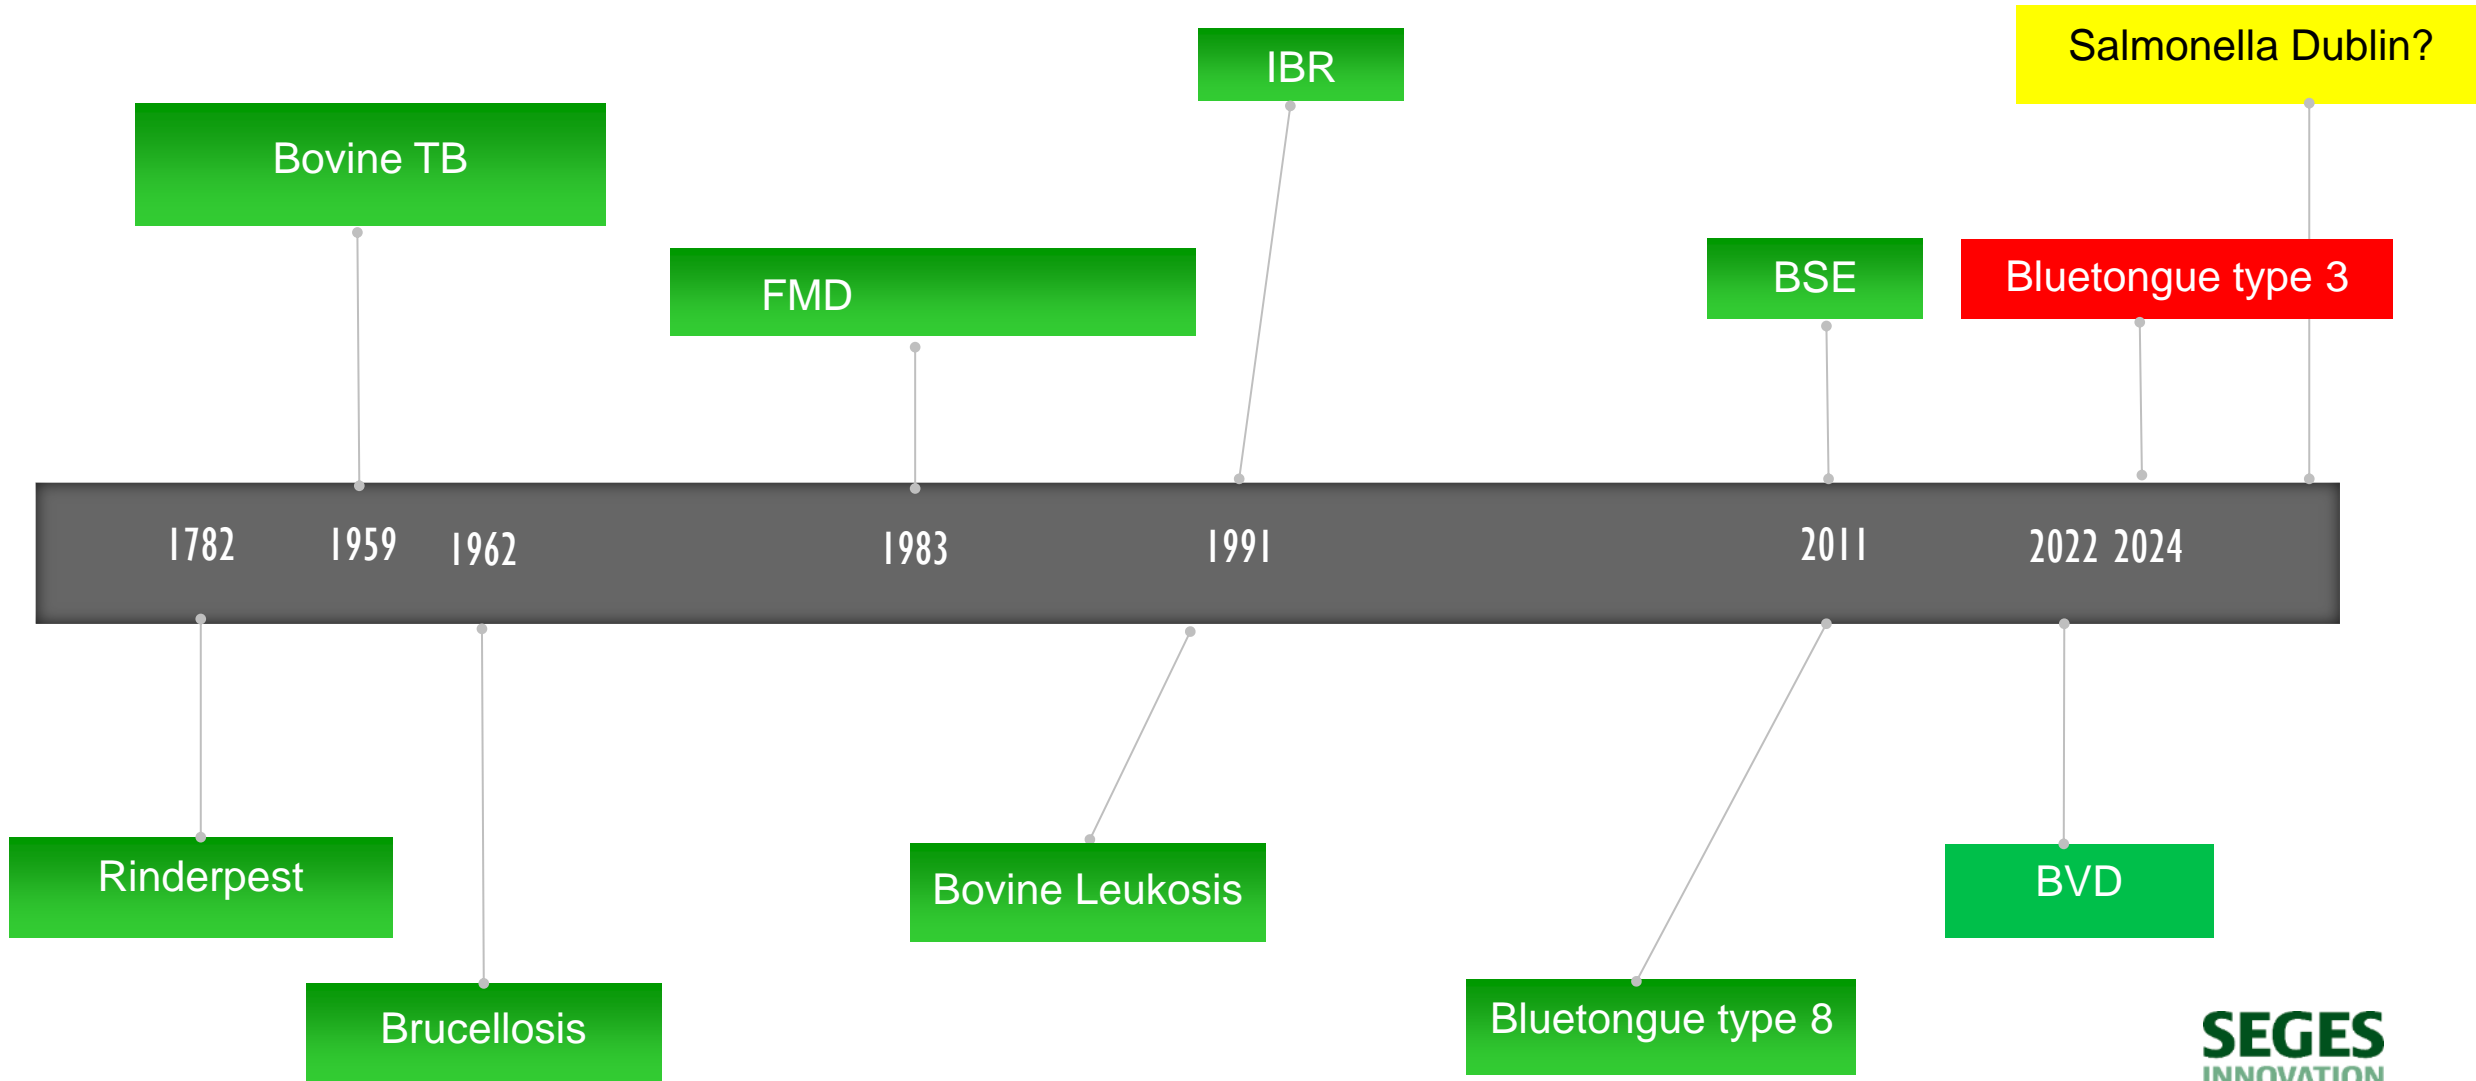 Salmonella Dublin?
IBR
Bovine TB
FMD
BSE
Bluetongue type 3
1782 1959 1962 1983 1991 2011 2022 2024
Rinderpest
Bovine Leukosis
BVD
Brucellosis
Bluetongue type 8
SEGES
INNOVATION